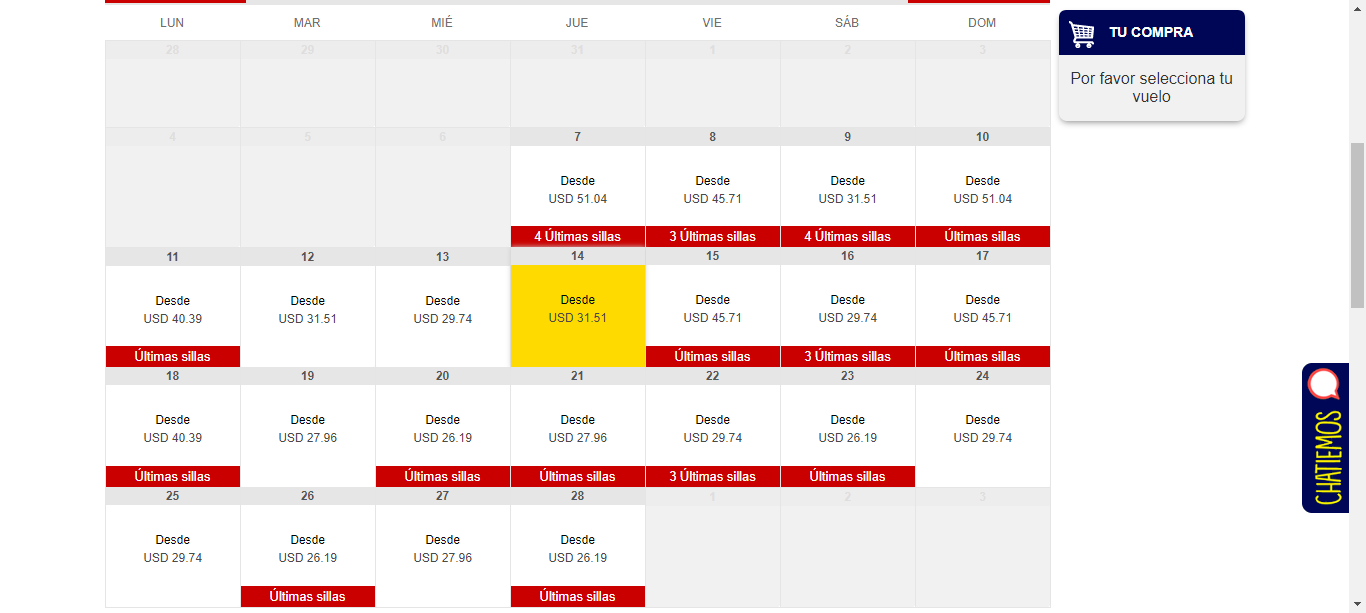 LUN MAR MIÉ JUE VIE SÁB DOM
TU COMPRA
Por favor selecciona tu
vuelo
28 29 30 31 1 2 3
4 5 6 7 8 9 10
Desde Desde Desde Desde
USD 51.04 USD 45.71 USD 31.51 USD 51.04
4 Últimas sillas 3 Últimas sillas 4 Últimas sillas Últimas sillas
11 12 13 14 15 16 17
Desde Desde Desde Desde Desde Desde Desde
USD 40.39 USD 31.51 USD 29.74 USD 31.51 USD 45.71 USD 29.74 USD 45.71
Últimas sillas Últimas sillas 3 Últimas sillas Últimas sillas
18 19 20 21 22 23 24
Desde Desde Desde Desde Desde Desde Desde
USD 40.39 USD 27.96 USD 26.19 USD 27.96 USD 29.74 USD 26.19 USD 29.74
Últimas sillas Últimas sillas Últimas sillas 3 Últimas sillas Últimas sillas
25 26 27 28 1 2 3
Desde Desde Desde Desde
USD 29.74 USD 26.19 USD 27.96 USD 26.19
Últimas sillas Últimas sillas
CHATIEMOS